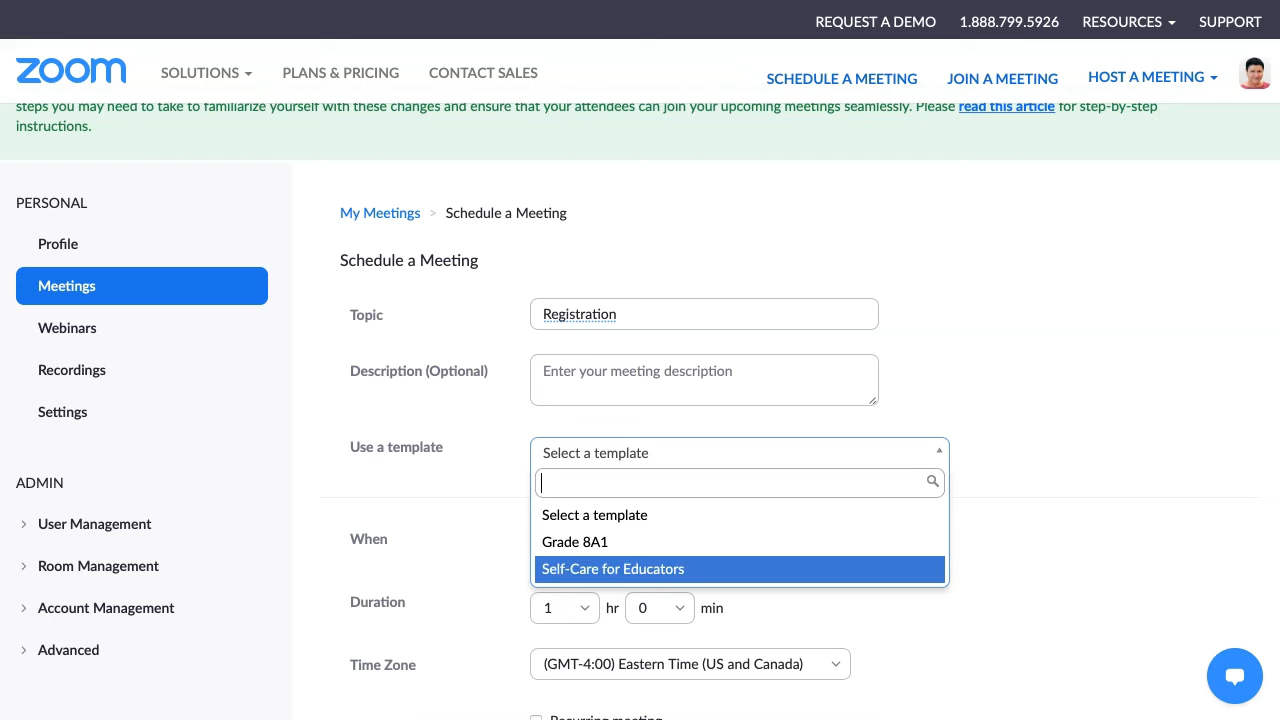 REQUEST A DEMO 1.888.799.5926 RESOURCES SUPPORT
zoom SOLUTIONS PLANS & PRICING CONTACT SALES SCHEDULE A MEETING JOIN A MEETING HOST A MEETING
steps you may need to take to familiarize yourself with these changes and ensure that your attendees can join your upcoming meetings seamlessly. Please read this article for step-by-step
instructions.
PERSONAL
Profile
Meetings
Webinars
Recordings
Settings
ADMIN
User Management
Room Management
Account Management
Advanced
My Meetings > Schedule a Meeting
Schedule a Meeting
Topic Registration
Description (Optional) Enter your meeting description
Use a template Select a template
Select a template
Grade 8A1
Self-Care for Educators
When
Duration 1 hr 0 min
Time Zone (GMT-4:00) Eastern Time (US and Canada)
Recurring meeting